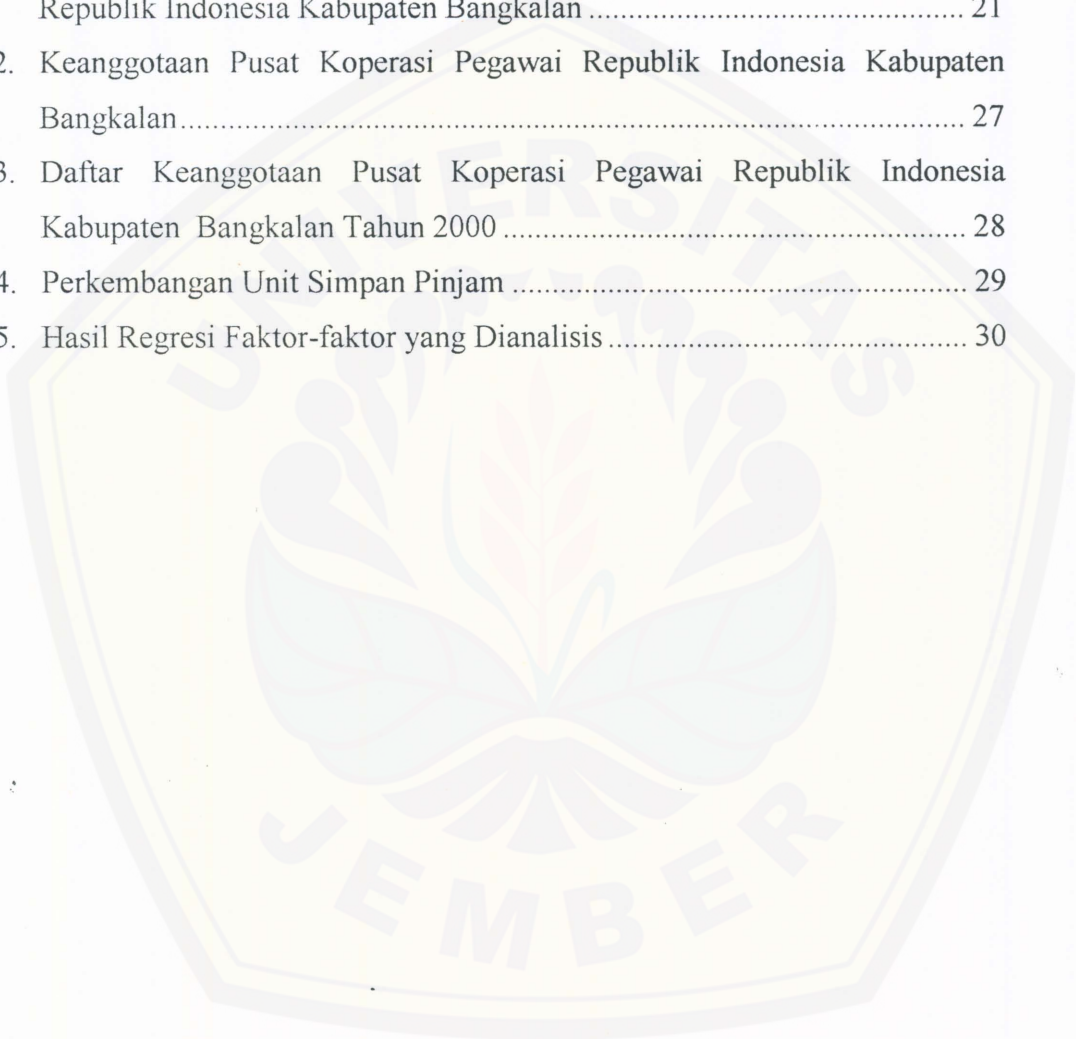 Republik Indonesia Kabupaten Bangkalan ........................................ 21
2. Keanggotaan Pusat Koperasi Pegawai Republik Indonesia Kabupaten
Bangkalan.................................................................................. 27
3. Daftar Keanggotaan Pusat Koperasi Pegawai Republik Indonesia
Kabupaten Bangkalan Tahun 2000 ................................................ 28
4. Perkembangan Unit Simpan Pinjam ............................................... 29
5. Hasil Regresi Faktor-faktor yang Dianalisis ..................................... 30
UNIVERSITAS
JEMBER